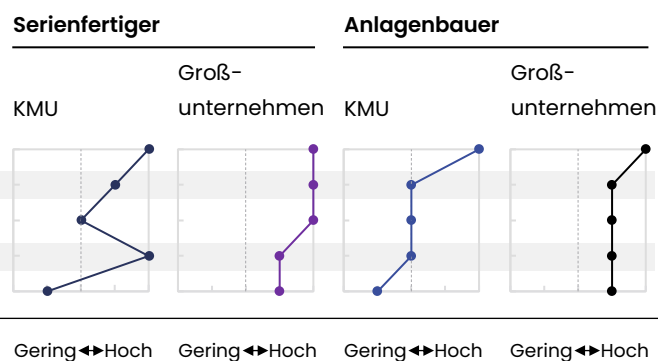 Serienfertiger Anlagenbauer
Groß- Groß-
KMU unternehmen KMU unternehmen
Gering Hoch Gering Hoch Gering Hoch Gering Hoch